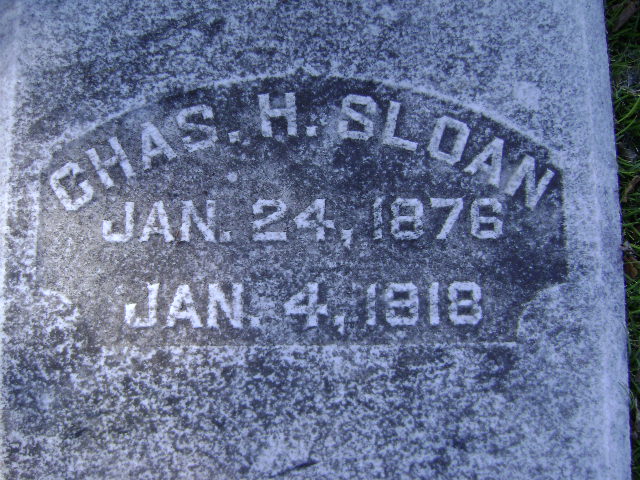 CHAS. H. SLOAN
JAN. 24, 1876
JAN. 4, 1918